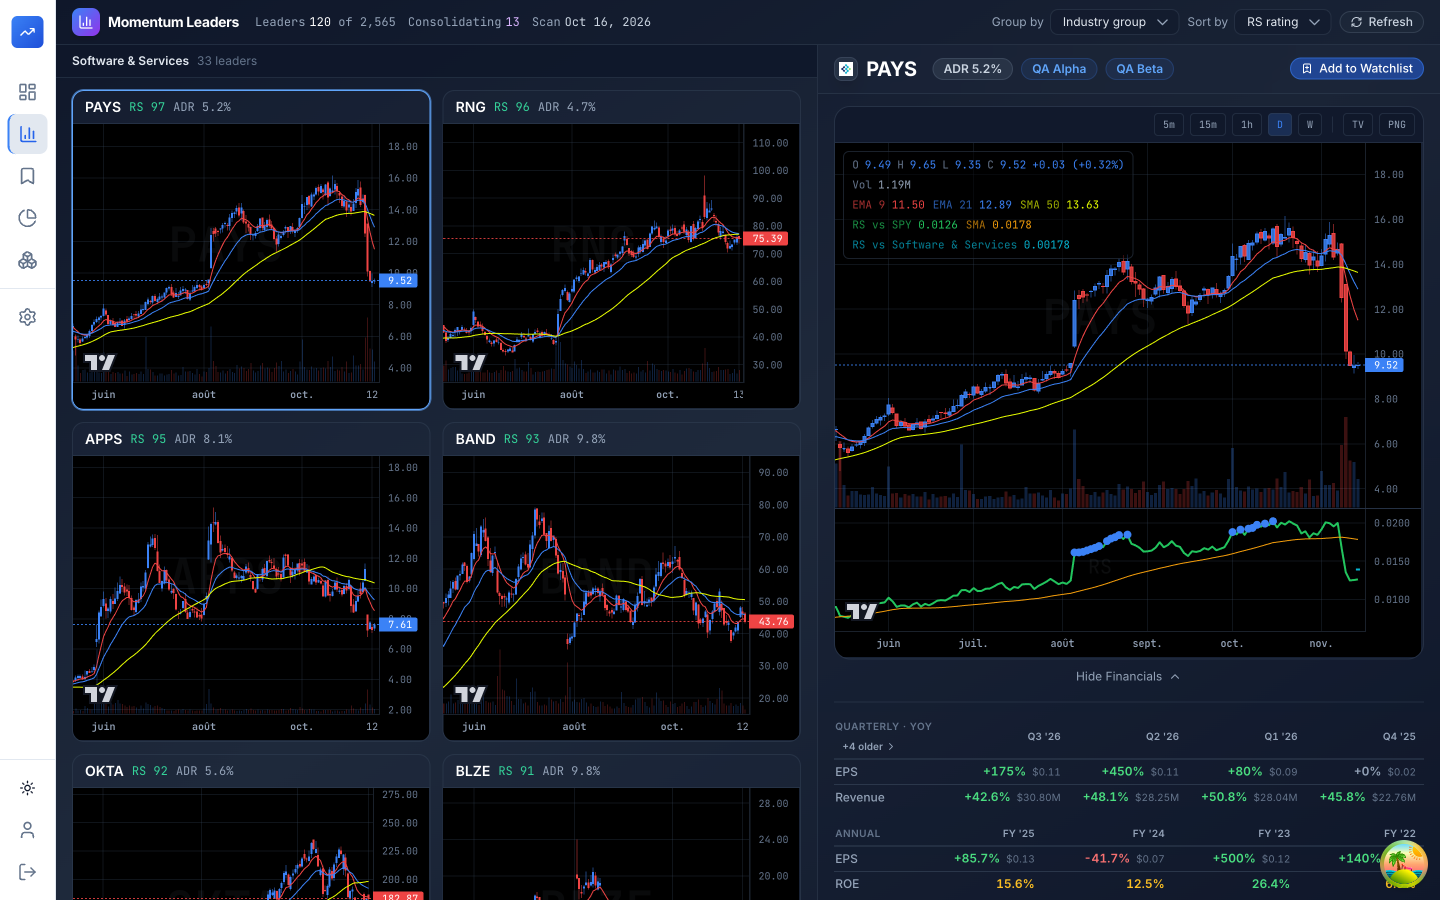 Momentum Leaders Leaders 120 of 2,565 Consolidating 13 Scan Oct 16, 2026 Group by Industry group Sort by RS rating Refresh
Software & Services 33 leaders
PAYS RS 97 ADR 5.2%
PAYS
18.00
16.00
14.00
12.00
10.00
9.52
8.00
6.00
4.00
juin août oct. 12
RNG RS 96 ADR 4.7%
RNG
110.00
100.00
90.00
80.00
75.39
70.00
60.00
50.00
40.00
30.00
juin août oct. 13
APPS RS 95 ADR 8.1%
18.00
16.00
14.00
12.00
10.00
7.61
6.00
4.00
2.00
juin août oct. 12
BAND RS 93 ADR 9.8%
BAND
90.00
80.00
70.00
60.00
50.00
43.76
40.00
30.00
20.00
juin août oct. 12
OKTA RS 92 ADR 5.6%
OKTA
275.00
250.00
225.00
200.00
182.87
BLZE RS 91 ADR 9.8%
BLZE
28.00
24.00
20.00
PAYS ADR 5.2% QA Alpha QA Beta Add to Watchlist
5m 15m 1h D W TV PNG
O 9.49 H 9.65 L 9.35 C 9.52 +0.03 (+0.32%)
Vol 1.19M
EMA 9 11.50 EMA 21 12.89 SMA 50 13.63
RS vs SPY 0.0126 SMA 0.0178
RS vs Software & Services 0.00178
PAYS
18.00
16.00
14.00
12.00
10.00
9.52
8.00
6.00
4.00
RS
0.0200
0.0150
0.0100
juin juil. août sept. oct. nov.
Hide Financials
QUARTERLY · YOY
+4 older Q3 '26 Q2 '26 Q1 '26 Q4 '25
EPS +175% $0.11 +450% $0.11 +80% $0.09 +0% $0.02
Revenue +42.6% $30.80M +48.1% $28.25M +50.8% $28.04M +45.8% $22.76M
ANNUAL FY '25 FY '24 FY '23 FY '22
EPS +85.7% $0.13 -41.7% $0.07 +500% $0.12 +140%
ROE 15.6% 12.5% 26.4%